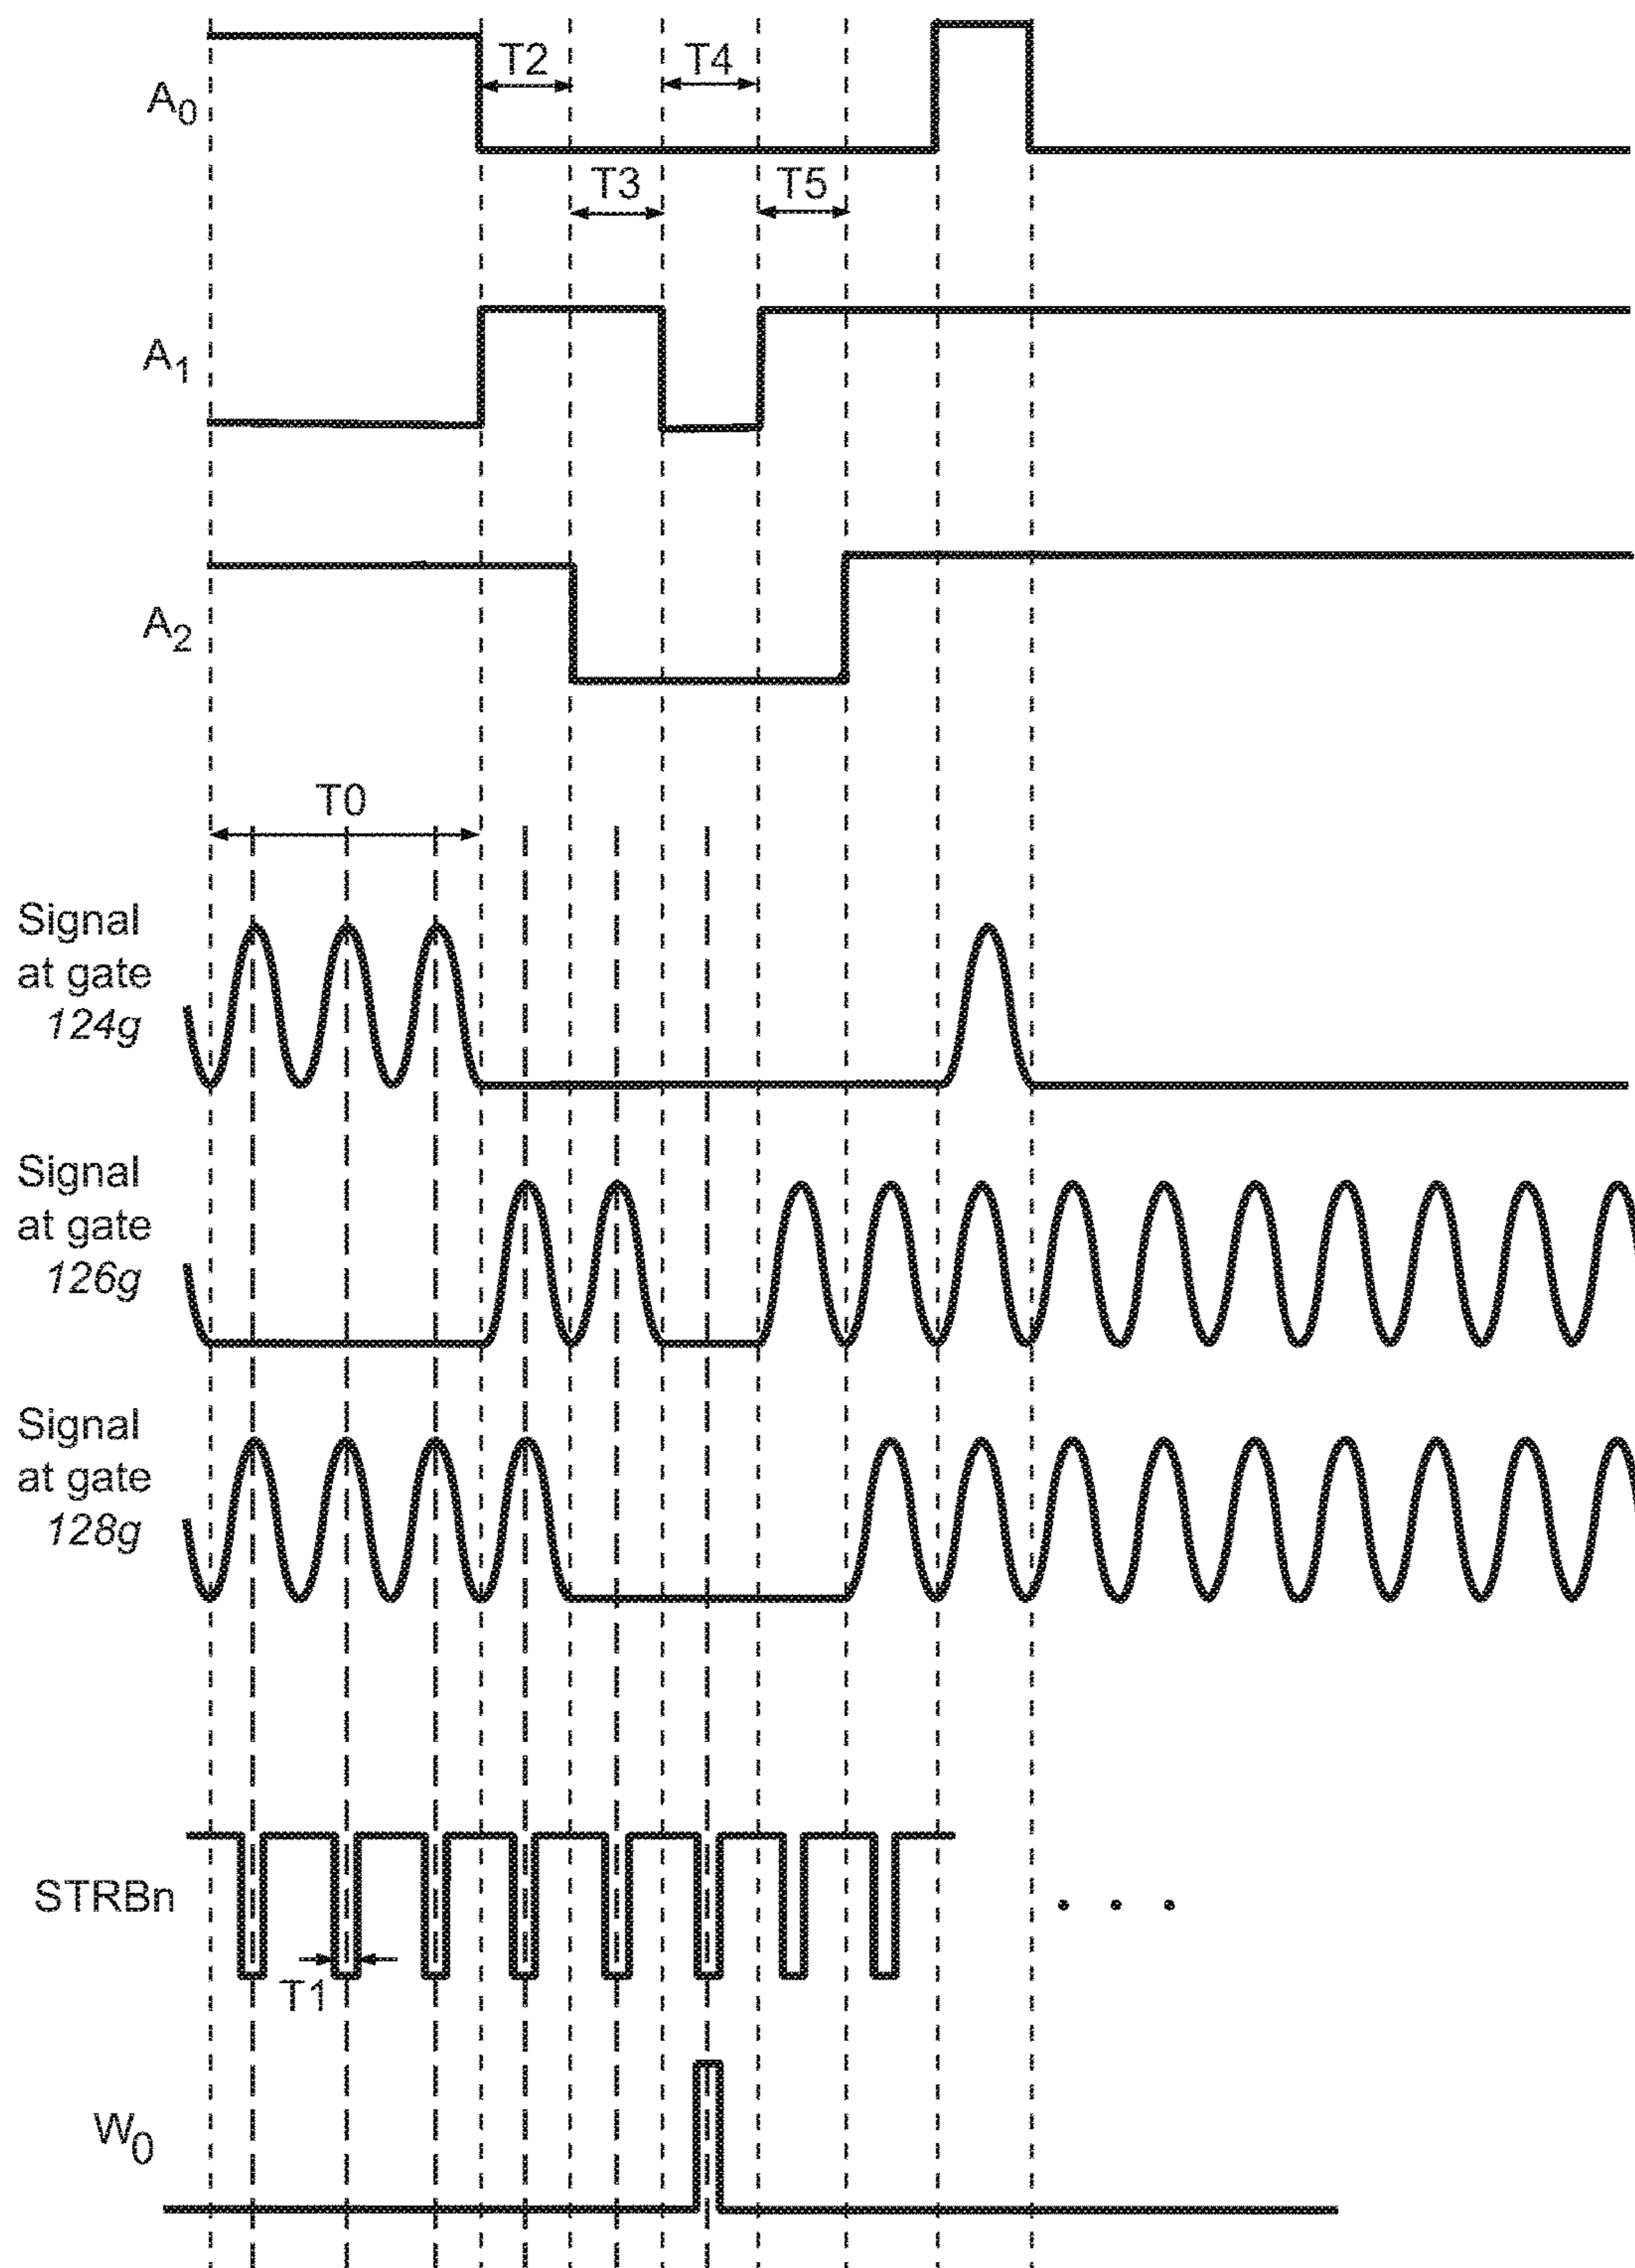 T2
T4
A0
T3
T5
A1
A2
T0
Signal
at gate
124g
Signal
at gate
126g
Signal
at gate
128g
STRBn
. . .
T1
W0